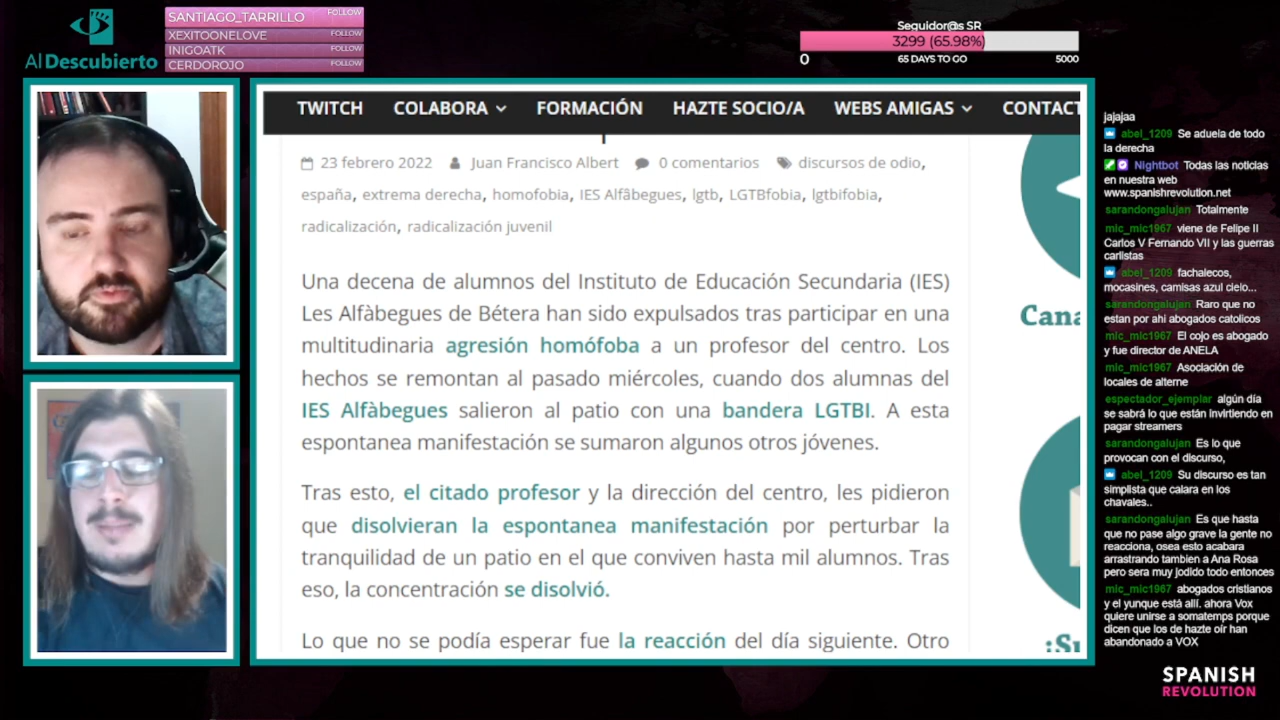 Al Descubierto
SANTIAGO_TARRILLO FOLLOW
XEXITOONELOVE FOLLOW
INIGOATK FOLLOW
CERDOROJO FOLLOW
Seguidor@s SR
3299 (65.98%)
0 65 DAYS TO GO 5000
TWITCH COLABORA FORMACIÓN HAZTE SOCIO/A WEBS AMIGAS CONTACT
23 febrero 2022 Juan Francisco Albert 0 comentarios discursos de odio,
españa, extrema derecha, homofobia, IES Alfâbegues, lgtb, LGTBfobia, lgtbifobia,
radicalización, radicalización juvenil
Una decena de alumnos del Instituto de Educación Secundaria (IES)
Les Alfàbegues de Bétera han sido expulsados tras participar en una
multitudinaria agresión homófoba a un profesor del centro. Los
hechos se remontan al pasado miércoles, cuando dos alumnas del
IES Alfàbegues salieron al patio con una bandera LGTBI. A esta
espontanea manifestación se sumaron algunos otros jóvenes.
Tras esto, el citado profesor y la dirección del centro, les pidieron
que disolvieran la espontanea manifestación por perturbar la
tranquilidad de un patio en el que conviven hasta mil alumnos. Tras
eso, la concentración se disolvió.
Lo que no se podía esperar fue la reacción del día siguiente. Otro
Cana
¡Su
jajajaa
abel_1209 Se aduela de todo
la derecha
Nightbot Todas las noticias
en nuestra web
www.spanishrevolution.net
sarandongalujan Totalmente
mic_mic1967 viene de Felipe II
Carlos V Fernando VII y las guerras
carlistas
abel_1209 fachalecos,
mocasines, camisas azul cielo...
sarandongalujan Raro que no
estan por ahi abogados catolicos
mic_mic1967 El cojo es abogado
y fue director de ANELA
mic_mic1967 Asociación de
locales de alterne
espectador_ejemplar algún día
se sabrá lo que están invirtiendo en
pagar streamers
sarandongalujan Es lo que
provocan con el discurso,
abel_1209 Su discurso es tan
simplista que calara en los
chavales..
sarandongalujan Es que hasta
que no pase algo grave la gente no
reacciona, osea esto acabara
arrastrando tambien a Ana Rosa
pero sera muy jodido todo entonces
mic_mic1967 abogados cristianos
y el yunque está allí. ahora Vox
quiere unirse a somatemps porque
dicen que los de hazte oír han
abandonado a VOX
SPANISH
REVOLUTION